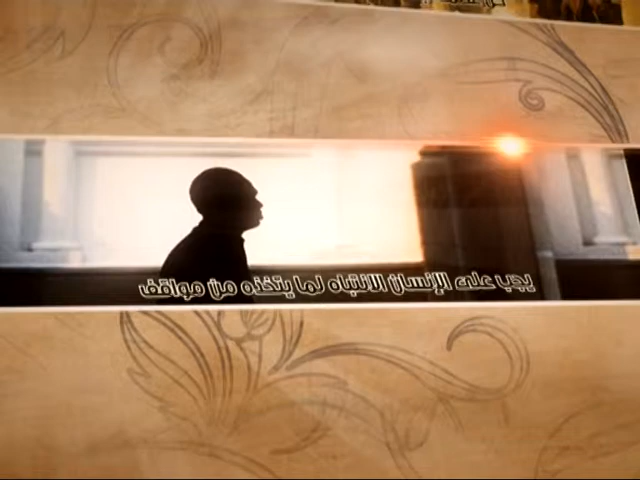 يجب على الإنسان الانتباه لما يتخذه من مواقف